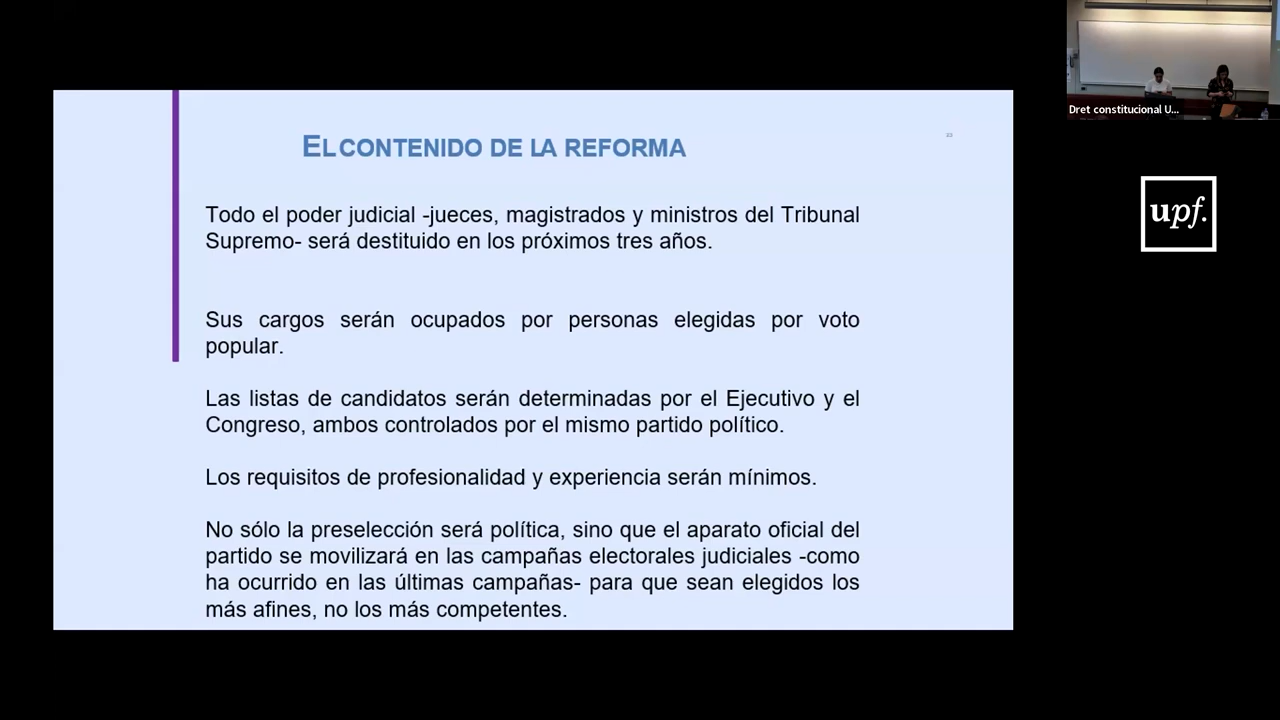 EL CONTENIDO DE LA REFORMA
Todo el poder judicial -jueces, magistrados y ministros del Tribunal
Supremo- será destituido en los próximos tres años.
Sus cargos serán ocupados por personas elegidas por voto
popular.
Las listas de candidatos serán determinadas por el Ejecutivo y el
Congreso, ambos controlados por el mismo partido político.
Los requisitos de profesionalidad y experiencia serán mínimos.
No sólo la preselección será política, sino que el aparato oficial del
partido se movilizará en las campañas electorales judiciales -como
ha ocurrido en las últimas campañas- para que sean elegidos los
más afines, no los más competentes.
Dret constitucional U...
upf.